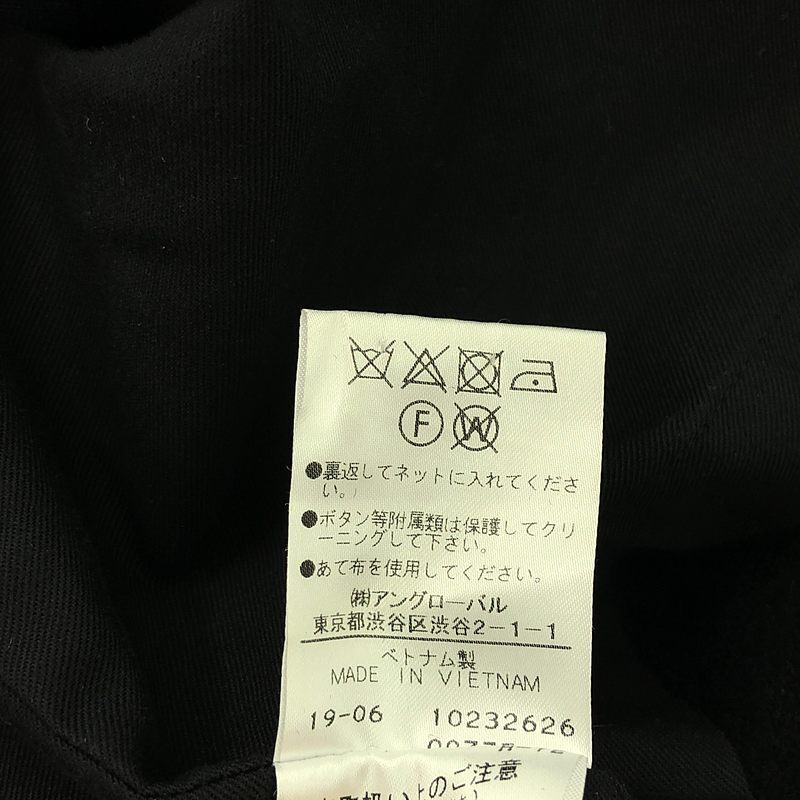 F W
●裏返してネットに入れてくださ
い。
●ボタン等附属類は保護してクリ
ーニングして下さい。
●あて布を使用してください。
㈱アングローバル
東京都渋谷区渋谷2-1-1
ベトナム製
MADE IN VIETNAM
19-06 10232626
のご注意